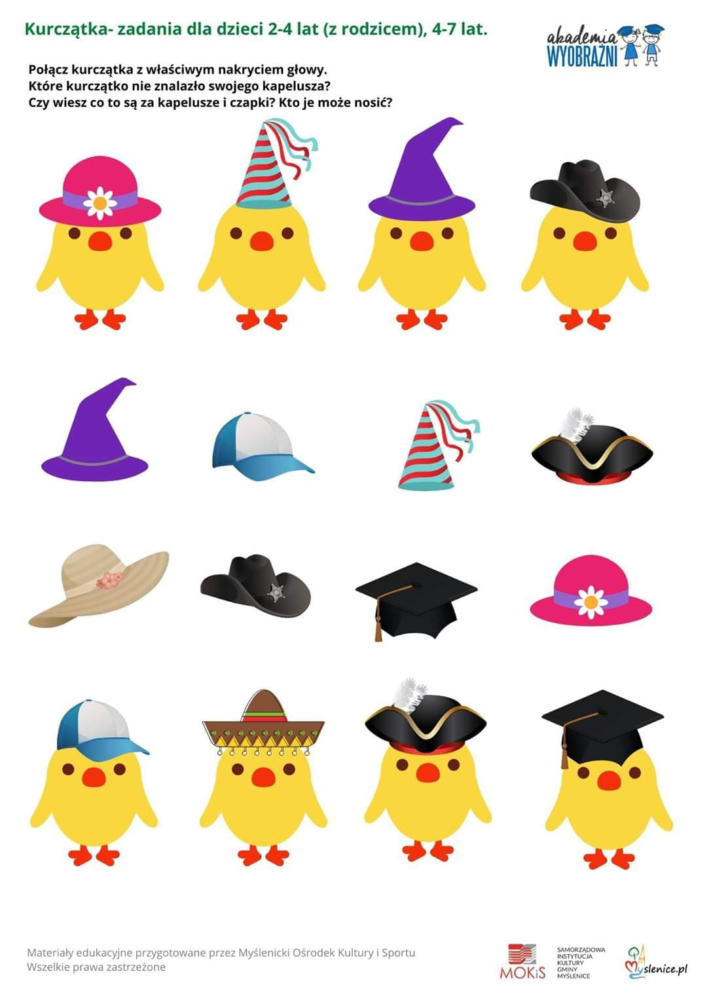 Kurczątka- zadania dla dzieci 2-4 lat (z rodzicem), 4-7 lat.
akademia
WYOBRAŹNI
Połącz kurczątka z właściwym nakryciem głowy.
Które kurczątko nie znalazło swojego kapelusza?
Czy wiesz co to są za kapelusze i czapki? Kto je może nosić?
Materiały edukacyjne przygotowane przez Myślenicki Ośrodek Kultury i Sportu
Wszelkie prawa zastrzeżone
MOKiS
SAMORZĄDOWA
INSTYTUCJA
KULTURY
GMINY
MYŚLENICE
Myslenice.pl